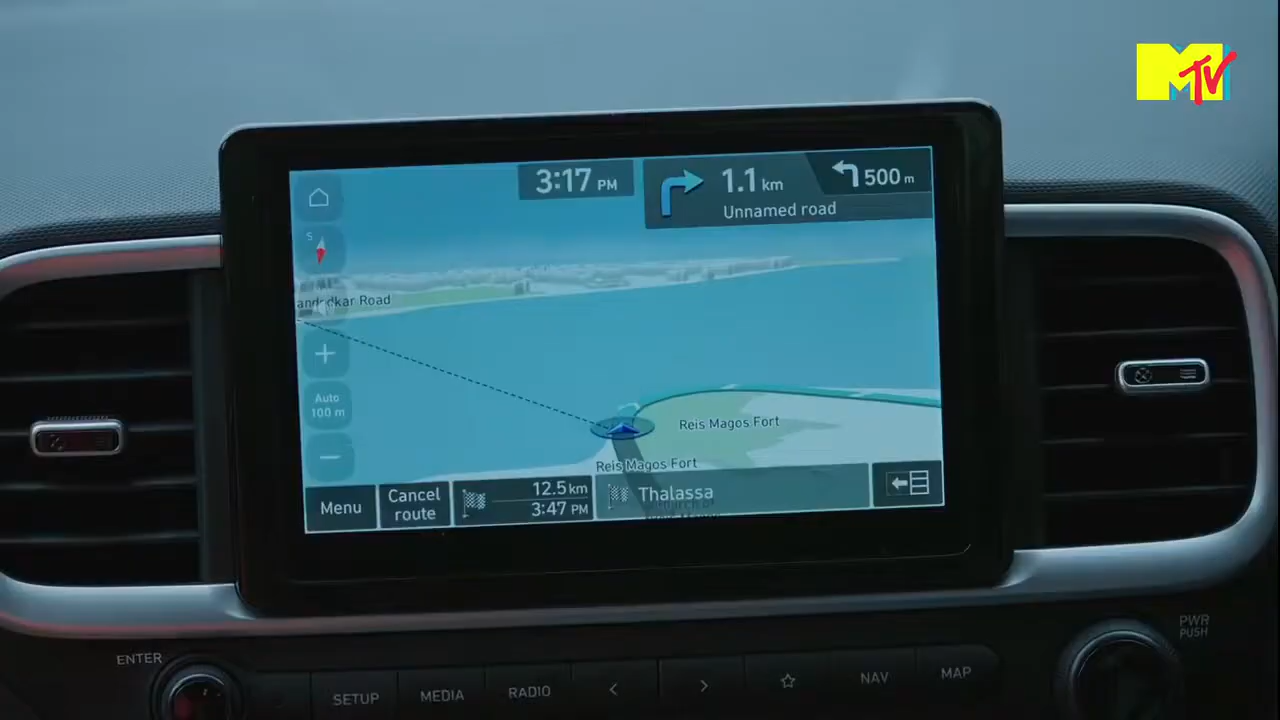 MTV
3:17 PM
1.1 km
500 m
Unnamed road
S
andodkar Road
Auto
100 m
Reis Magos Fort
Reis Magos Fort
Menu
Cancel
route
12.5 km
3:47 PM
Thalassa
PWR
PUSH
ENTER
SETUP
MEDIA
RADIO
NAV
MAP